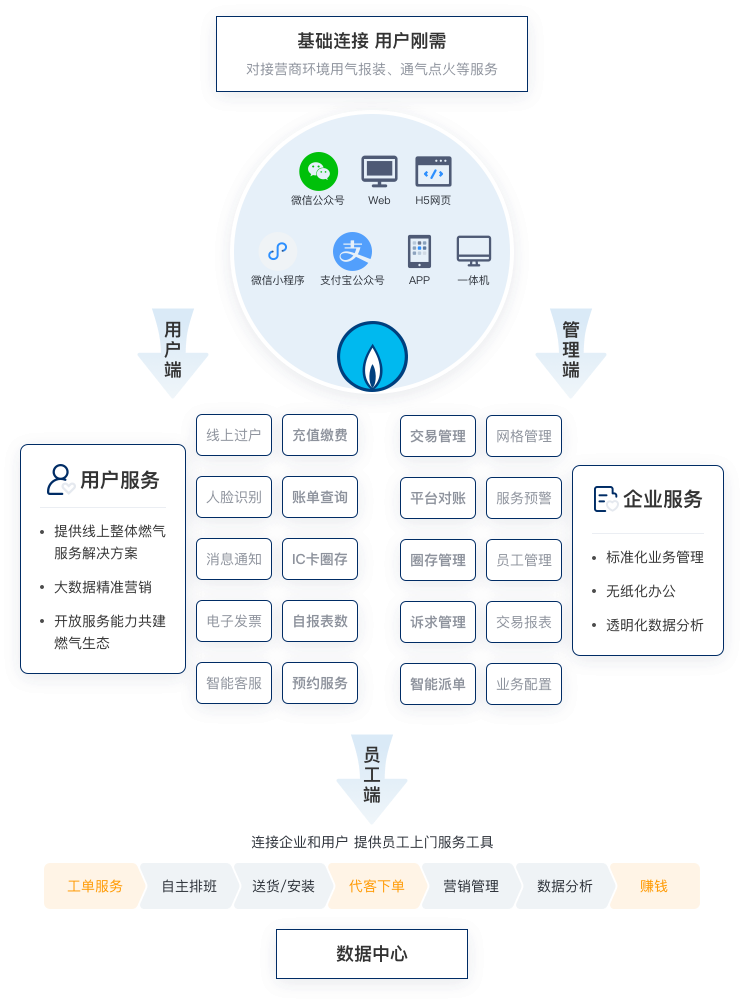 基础连接 用户刚需
对接营商环境用气报装、通气点火等服务
微信公众号
Web
H5网页
微信小程序
支付宝公众号
APP
一体机
用户端
管理端
用户服务
提供线上整体燃气
服务解决方案
大数据精准营销
开放服务能力共建
燃气生态
线上过户
充值缴费
人脸识别
账单查询
消息通知
IC卡圈存
电子发票
自报表数
智能客服
预约服务
交易管理
网格管理
平台对账
服务预警
圈存管理
员工管理
诉求管理
交易报表
智能派单
业务配置
企业服务
标准化业务管理
无纸化办公
透明化数据分析
员工端
连接企业和用户 提供员工上门服务工具
工单服务
自主排班
送货/安装
代客下单
营销管理
数据分析
赚钱
数据中心